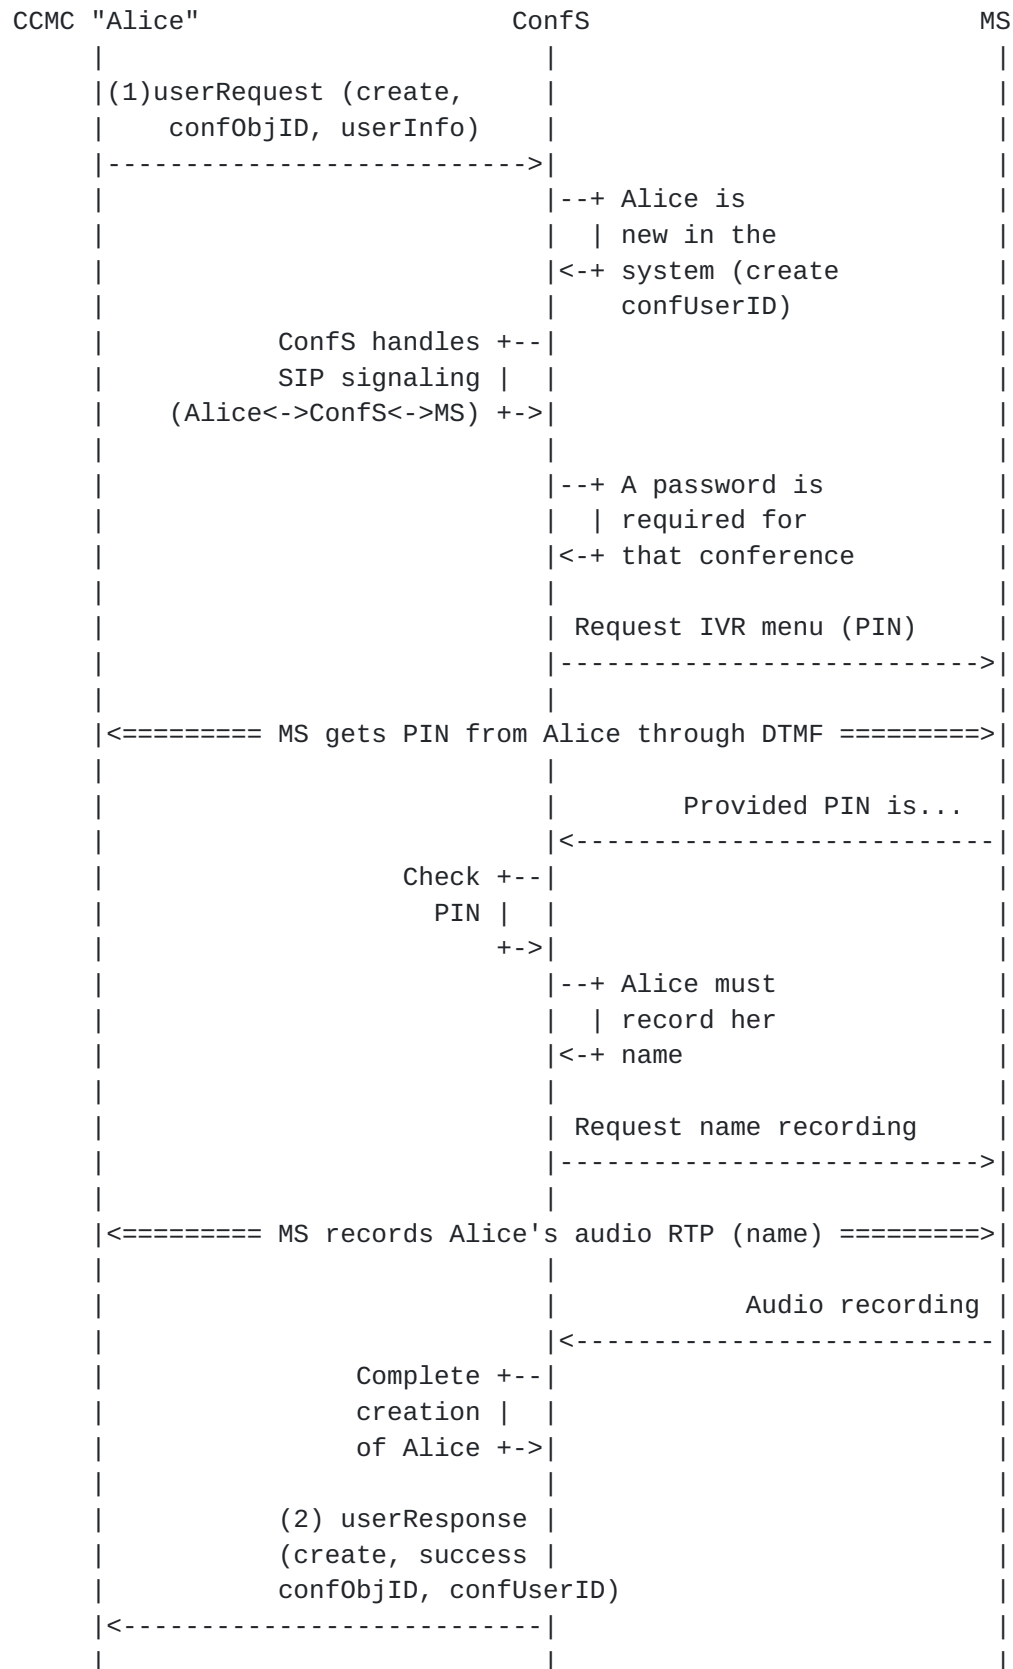 CCMC "Alice"                    ConfS                         MS
(1)userRequest (create,
confObjID, userInfo)
Alice is
new in the
system (create
confUserID)
ConfS handles
SIP signaling
(Alice<->ConfS<->MS)
A password is
required for
that conference
Request IVR menu (PIN)
MS gets PIN from Alice through DTMF
Provided PIN is...
Check
PIN
Alice must
record her
name
Request name recording
MS records Alice's audio RTP (name)
Audio recording
Complete
creation
of Alice
(2) userResponse
(create, success
confObjID, confUserID)